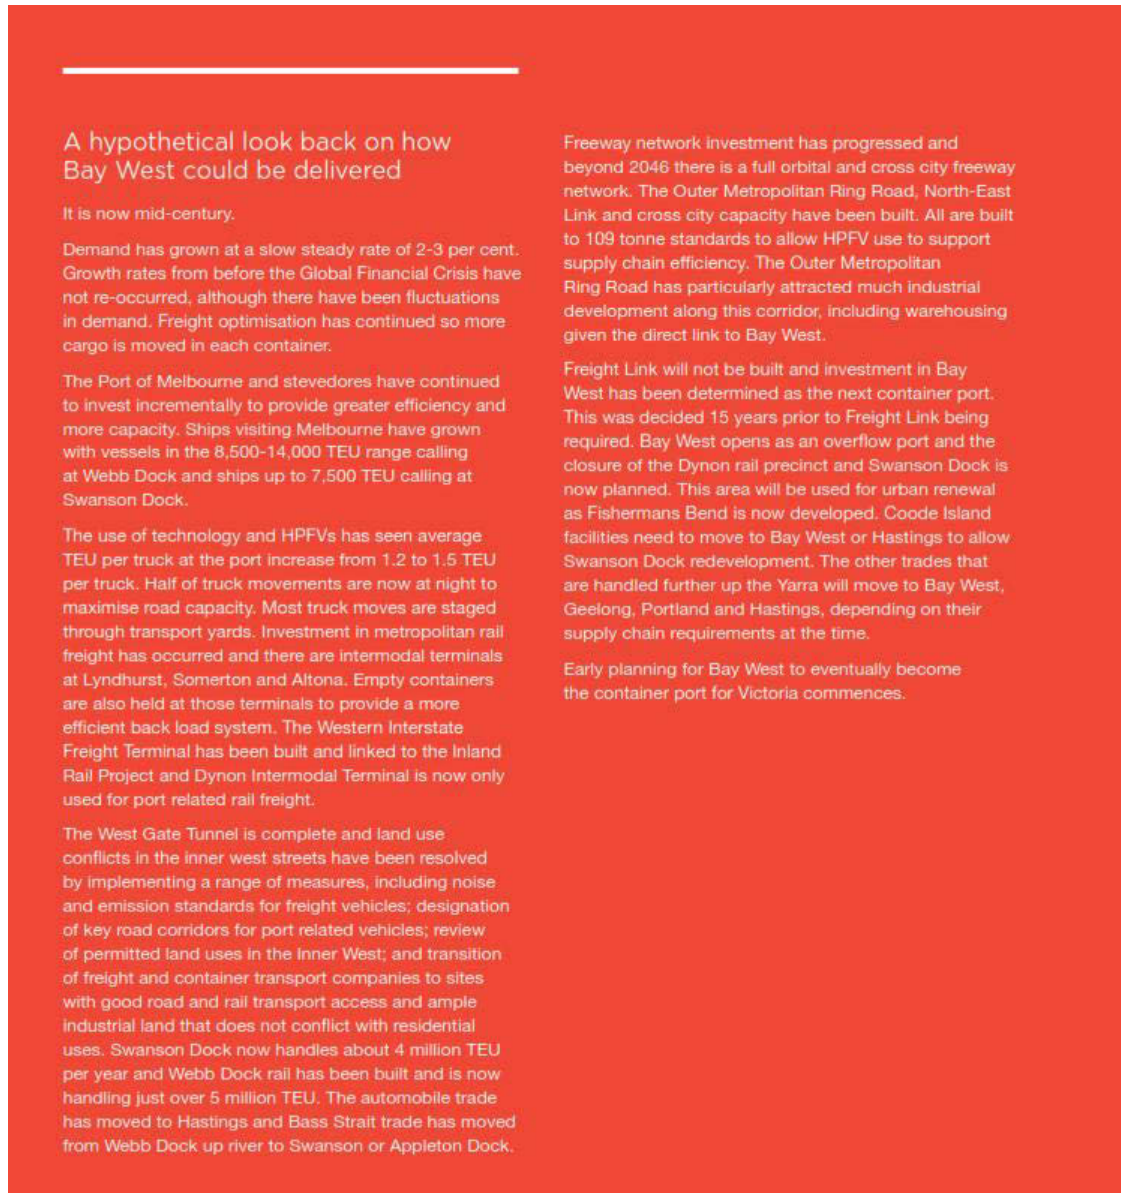 A hypothetical look back on how
Bay West could be delivered
It is now mid-century.
Demand has grown at a slow steady rate of 2-3 per cent.
Growth rates from before the Global Financial Crisis have
not re-occurred, although there have been fluctuations
in demand. Freight optimisation has continued so more
cargo is moved in each container.
The Port of Melbourne and stevedores have continued
to invest incrementally to provide greater efficiency and
more capacity. Ships visiting Melbourne have grown
with vessels in the 8,500-14,000 TEU range calling
at Webb Dock and ships up to 7,500 TEU calling at
Swanson Dock.
The use of technology and HPFVs has seen average
TEU per truck at the port increase from 1.2 to 1.5 TEU
per truck. Half of truck movements are now at night to
maximise road capacity. Most truck moves are staged
through transport yards. Investment in metropolitan rail
freight has occurred and there are intermodal terminals
at Lyndhurst, Somerton and Altona. Empty containers
are also held at those terminals to provide a more
efficient back load system. The Western Interstate
Freight Terminal has been built and linked to the Inland
Rail Project and Dynon Intermodal Terminal is now only
used for port related rail freight.
The West Gate Tunnel is complete and land use
conflicts in the inner west streets have been resolved
by implementing a range of measures, including noise
and emission standards for freight vehicles; designation
of key road corridors for port related vehicles; review
of permitted land uses in the Inner West; and transition
of freight and container transport companies to sites
with good road and rail transport access and ample
industrial land that does not conflict with residential
uses. Swanson Dock now handles about 4 million TEU
per year and Webb Dock rail has been built and is now
handling just over 5 million TEU. The automobile trade
has moved to Hastings and Bass Strait trade has moved
from Webb Dock up river to Swanson or Appleton Dock.
Freeway network investment has progressed and
beyond 2046 there is a full orbital and cross city freeway
network. The Outer Metropolitan Ring Road, North-East
Link and cross city capacity have been built. All are built
to 109 tonne standards to allow HPFV use to support
supply chain efficiency. The Outer Metropolitan
Ring Road has particularly attracted much industrial
development along this corridor, including warehousing
given the direct link to Bay West.
Freight Link will not be built and investment in Bay
West has been determined as the next container port.
This was decided 15 years prior to Freight Link being
required. Bay West opens as an overflow port and the
closure of the Dynon rail precinct and Swanson Dock is
now planned. This area will be used for urban renewal
as Fishermans Bend is now developed. Coode Island
facilities need to move to Bay West or Hastings to allow
Swanson Dock redevelopment. The other trades that
are handled further up the Yarra will move to Bay West,
Geelong, Portland and Hastings, depending on their
supply chain requirements at the time.
Early planning for Bay West to eventually become
the container port for Victoria commences.